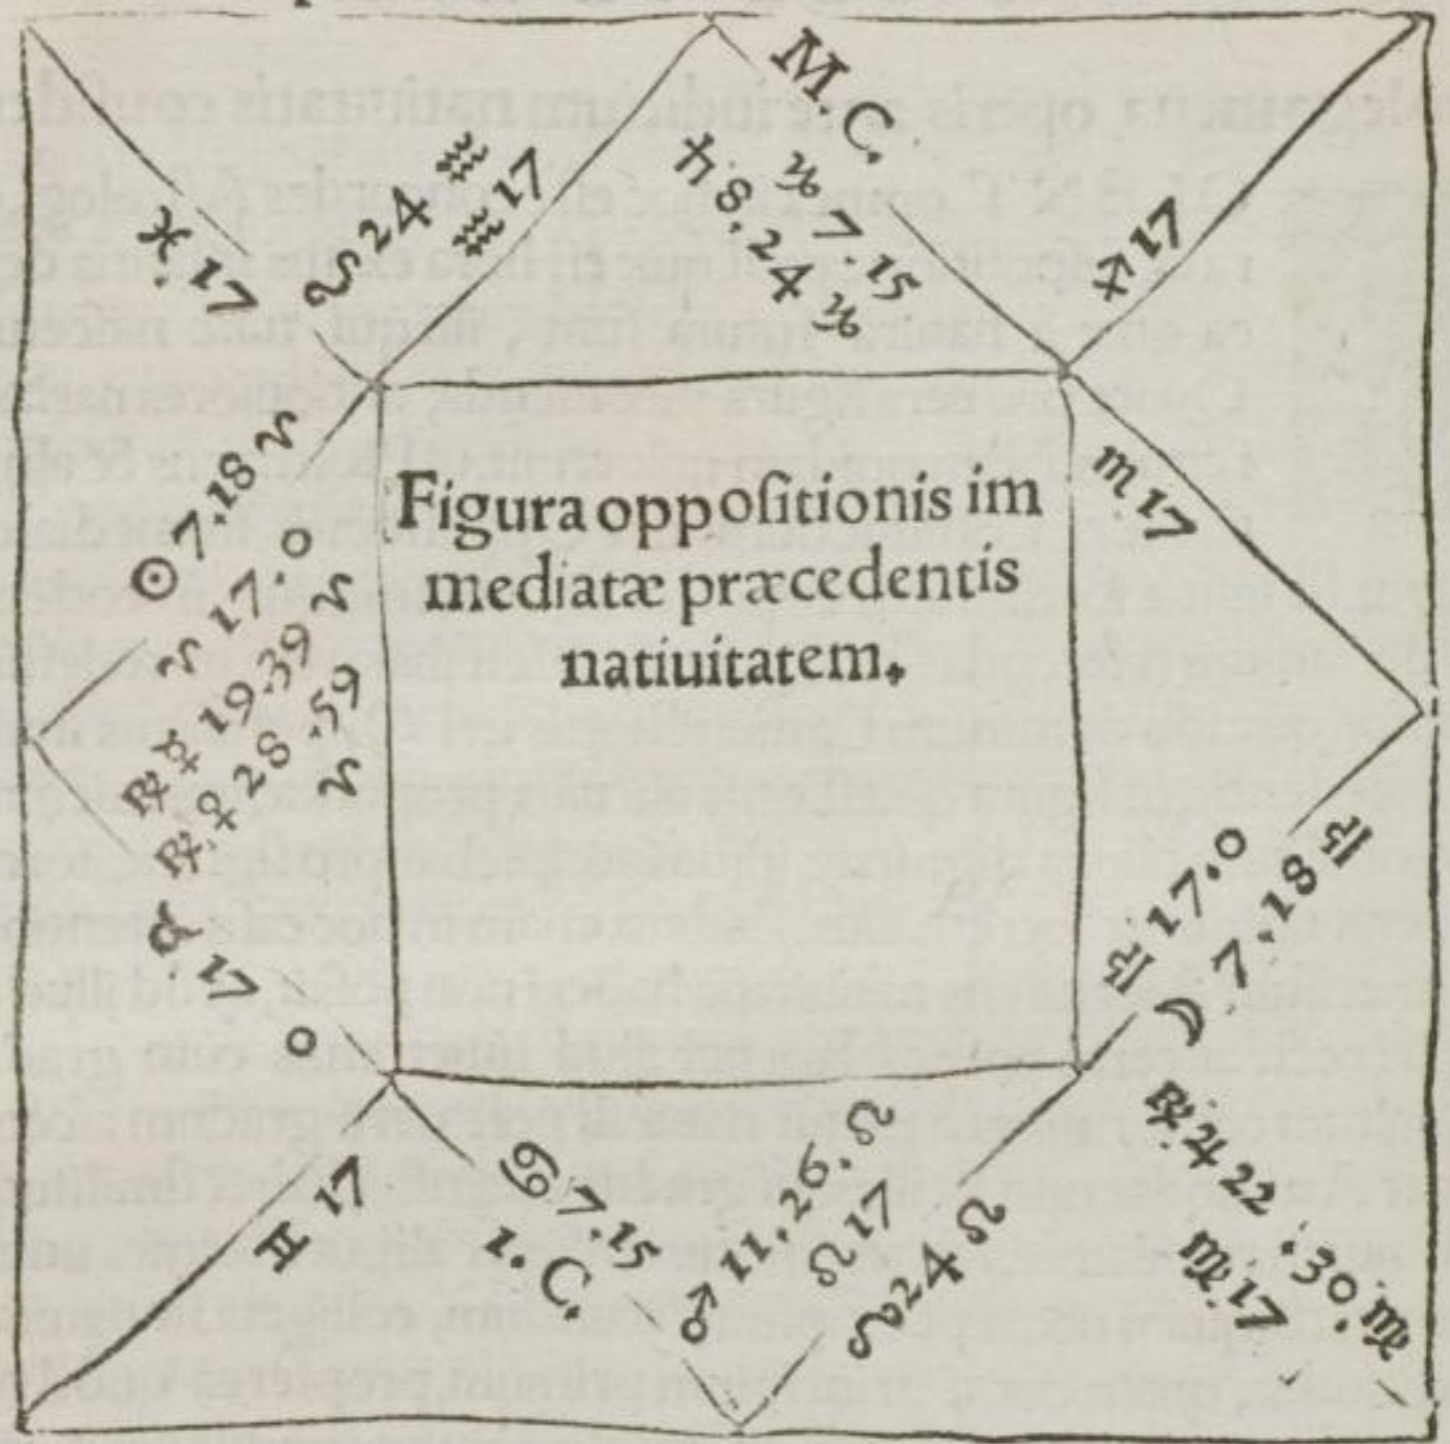 M. C.
♑ 7.15
♄ 8.24 ♑
♐ 17
☋ 24 ♒
♒ 17
♓. 17
☉ 7.18 ♈
♈ 17.0
℞ ☿ 19.39 ♈
℞. ♀ 28.59 ♈
♉. 17 0
Figura oppoſitionis im
mediatæ præcedentis
natiuitatem.
♏ 17
♎ 17.0
☽ 7.18 ♎
℞. ♃ 22.30. ♍
♍. 17
☊ 24 ♌
♌ 17
♂ 11.26. ♌
♋ 7.15
1. C.
♊ 17